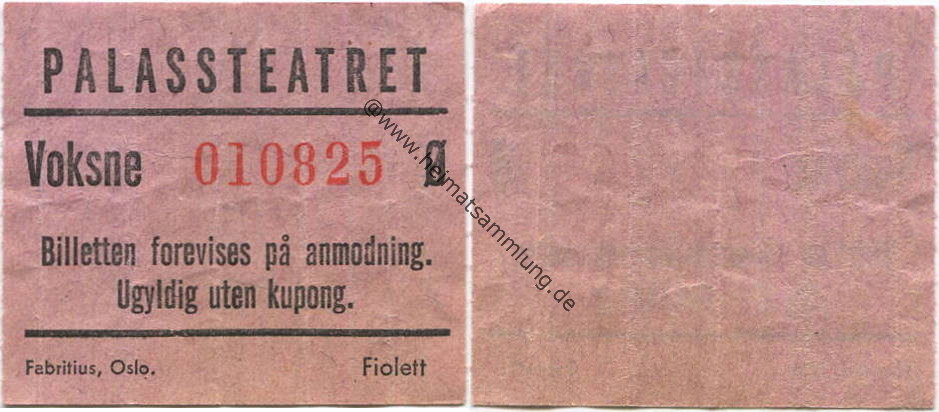 PALASSTEATRET
Voksne 010825 Ø
Billetten forevises på anmodning.
Ugyldig uten kupong.
Fabritius, Oslo. Fiolett
@www.heimatsammlung.de